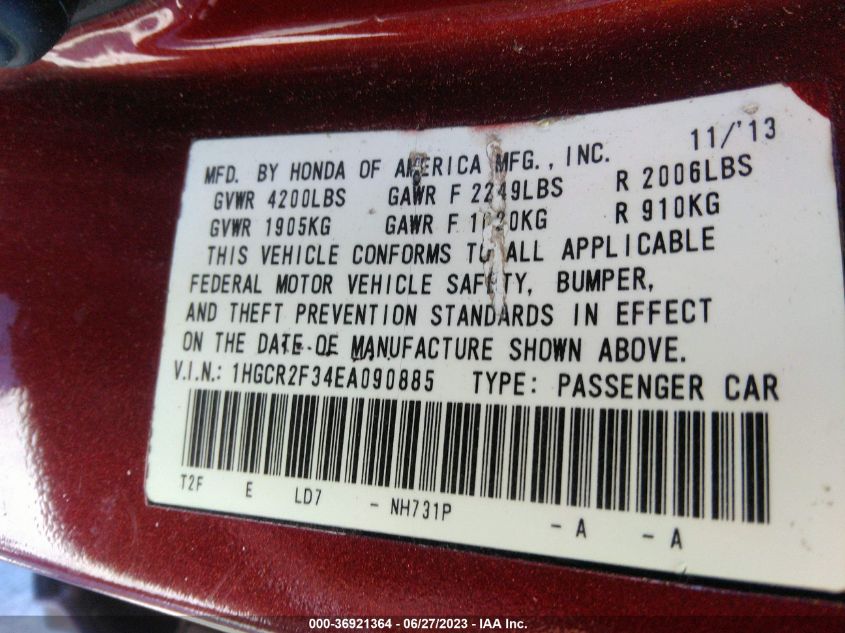 MFD. BY HONDA OF AMERICA MFG., INC. 11/'13
GVWR 4200LBS GAWR F 2249LBS R 2006LBS
GVWR 1905KG GAWR F 1020KG R 910KG
THIS VEHICLE CONFORMS TO ALL APPLICABLE
FEDERAL MOTOR VEHICLE SAFETY, BUMPER,
AND THEFT PREVENTION STANDARDS IN EFFECT
ON THE DATE OF MANUFACTURE SHOWN ABOVE.
V.I.N.: 1HGCR2F34EA090885 TYPE: PASSENGER CAR
T2F E LD7 - NH731P - A - A
000-36921364 - 06/27/2023 - IAA Inc.